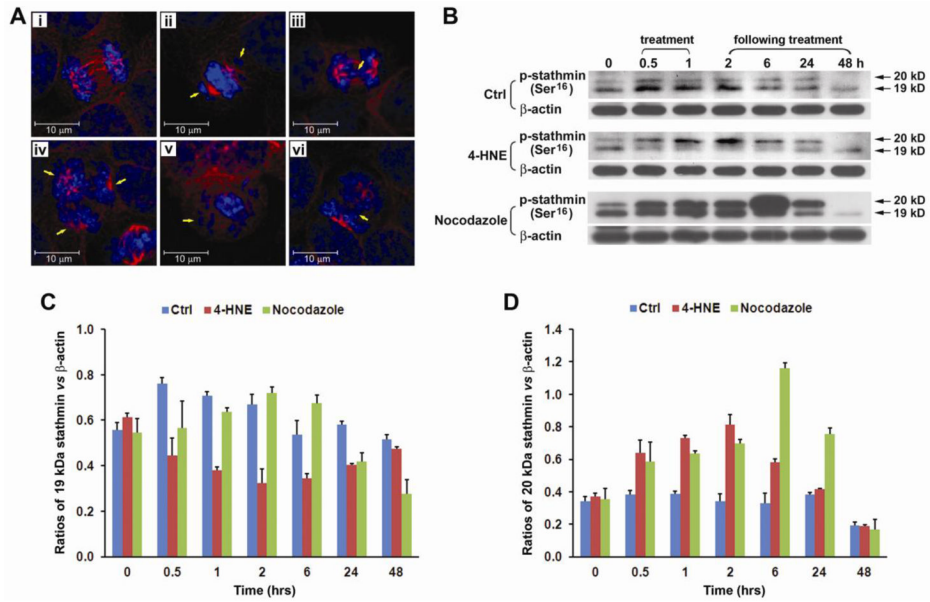 A
i
ii
iii
10 μm
10 μm
10 μm
iv
v
vi
10 μm
10 μm
10 μm
B
treatment
following treatment
0 0.5 1 2 6 24 48 h
Ctrl
p-stathmin
(Ser16)
20 kD
19 kD
β-actin
4-HNE
p-stathmin
(Ser16)
20 kD
19 kD
β-actin
Nocodazole
p-stathmin
(Ser16)
20 kD
19 kD
β-actin
C
Ctrl 4-HNE Nocodazole
Ratios of 19 kDa stathmin vs β-actin
1.0
0.8
0.6
0.4
0.2
0.0
0 0.5 1 2 6 24 48
Time (hrs)
D
Ctrl 4-HNE Nocodazole
Ratios of 20 kDa stathmin vs β-actin
1.4
1.2
1.0
0.8
0.6
0.4
0.2
0.0
0 0.5 1 2 6 24 48
Time (hrs)